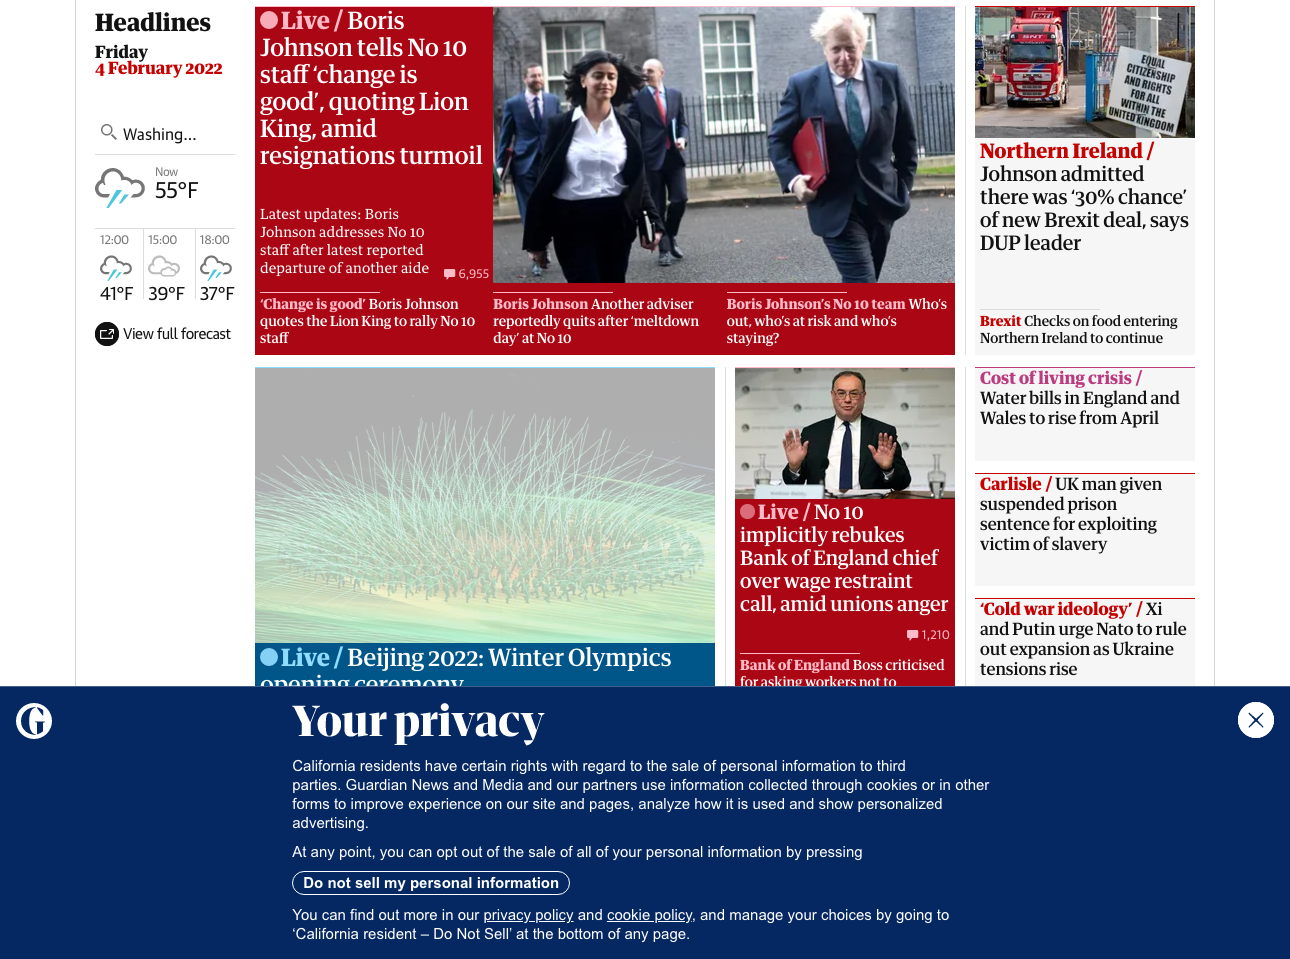 Headlines
Friday
4 February 2022
Washing...
Now
55°F
12:00
41°F
15:00
39°F
18:00
37°F
View full forecast
Live / Boris
Johnson tells No 10
staff ‘change is
good’, quoting Lion
King, amid
resignations turmoil
Latest updates: Boris
Johnson addresses No 10
staff after latest reported
departure of another aide
6,955
‘Change is good’ Boris Johnson
quotes the Lion King to rally No 10
staff
Boris Johnson Another adviser
reportedly quits after ‘meltdown
day’ at No 10
Boris Johnson’s No 10 team Who’s
out, who’s at risk and who’s
staying?
SNT
EQUAL
CITIZENSHIP
AND RIGHTS
FOR ALL
WITHIN THE
UNITED KINGDOM
Northern Ireland /
Johnson admitted
there was ‘30% chance’
of new Brexit deal, says
DUP leader
Brexit Checks on food entering
Northern Ireland to continue
Live / Beijing 2022: Winter Olympics
opening ceremony
Live / No 10
implicitly rebukes
Bank of England chief
over wage restraint
call, amid unions anger
1,210
Bank of England Boss criticised
for asking workers not to
Cost of living crisis /
Water bills in England and
Wales to rise from April
Carlisle / UK man given
suspended prison
sentence for exploiting
victim of slavery
‘Cold war ideology’ / Xi
and Putin urge Nato to rule
out expansion as Ukraine
tensions rise
Your privacy
California residents have certain rights with regard to the sale of personal information to third
parties. Guardian News and Media and our partners use information collected through cookies or in other
forms to improve experience on our site and pages, analyze how it is used and show personalized
advertising.
At any point, you can opt out of the sale of all of your personal information by pressing
Do not sell my personal information
You can find out more in our privacy policy and cookie policy, and manage your choices by going to
‘California resident – Do Not Sell’ at the bottom of any page.